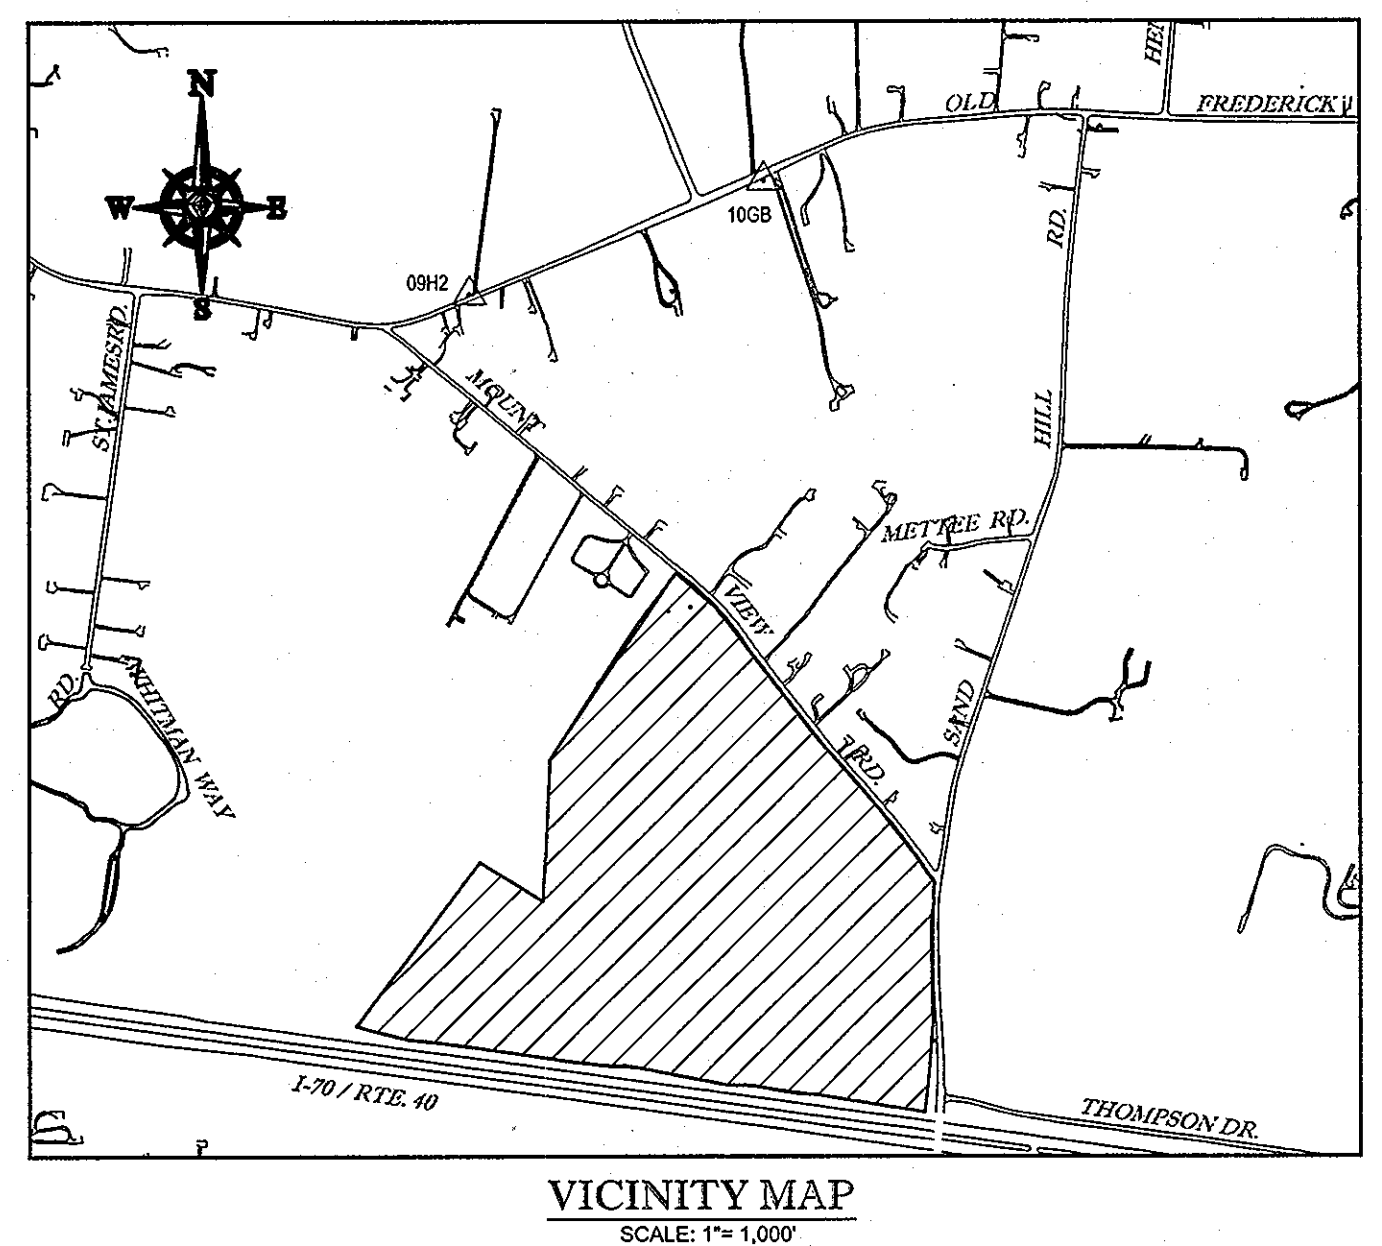 N
W E
S
OLD FREDERICK
HE
RD.
10GB
09H2
ST. JAMES RD.
MOUNT
HILL
METTEE RD.
VIEW
RD.
WHITMAN WAY
SAND
RD.
I-70 / RTE. 40
THOMPSON DR.
VICINITY MAP
SCALE: 1"= 1,000'